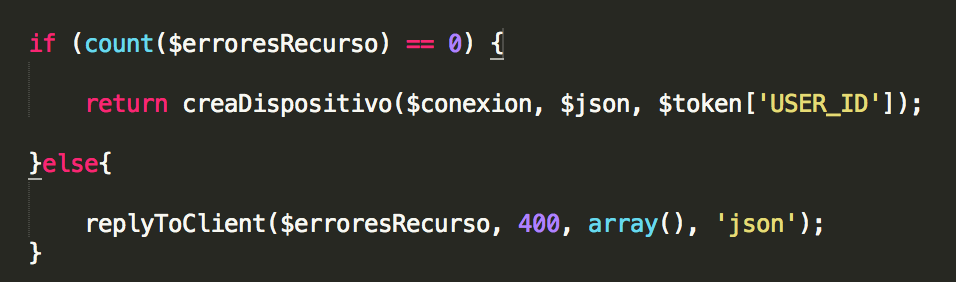 if (count($erroresRecurso) == 0) {
return creaDispositivo($conexion, $json, $token['USER_ID']);
}else{
replyToClient($erroresRecurso, 400, array(), 'json');
}